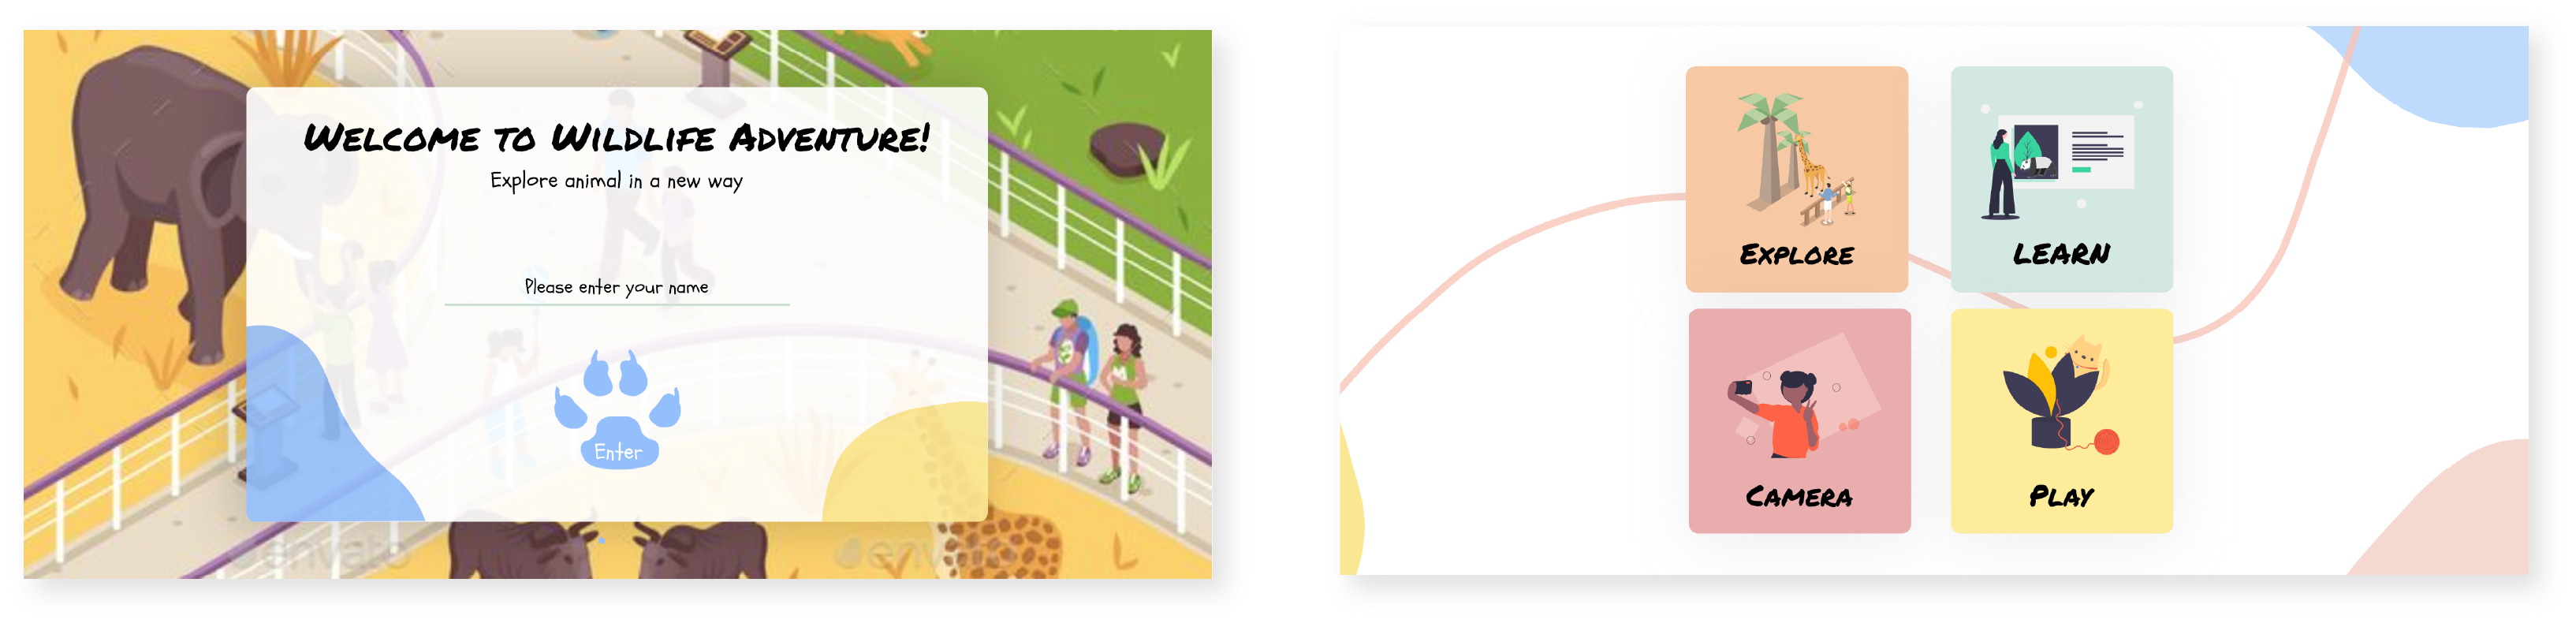 Welcome to Wildlife Adventure!
Explore animal in a new way
Please enter your name
Enter
envato
envato
Explore
LEARN
Camera
Play